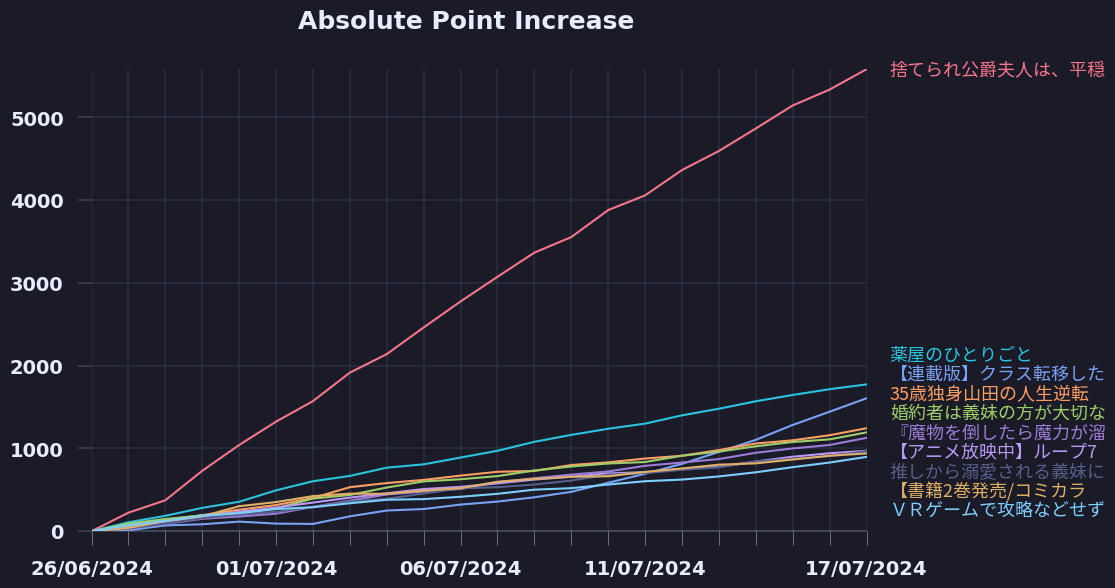 Absolute Point Increase
捨てられ公爵夫人は、平穏
5000
4000
3000
2000
1000
0
薬屋のひとりごと
【連載版】クラス転移した
35歳独身山田の人生逆転
婚約者は義妹の方が大切な
『魔物を倒したら魔力が溜
【アニメ放映中】ループ7
推しから溺愛される義妹に
【書籍2巻発売/コミカラ
ＶＲゲームで攻略などせず
26/06/2024
01/07/2024
06/07/2024
11/07/2024
17/07/2024